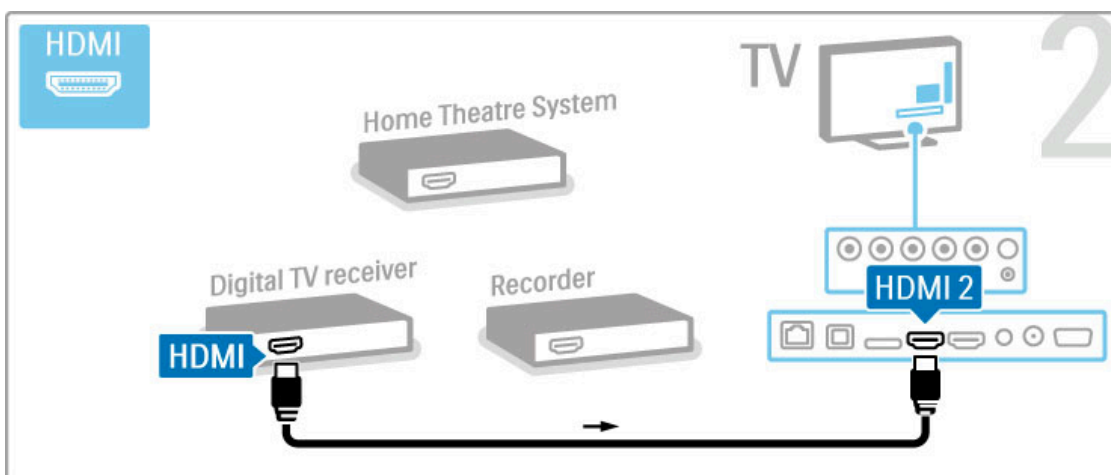 HDMI
TV
2
Home Theatre System
Digital TV receiver
Recorder
HDMI 2
HDMI